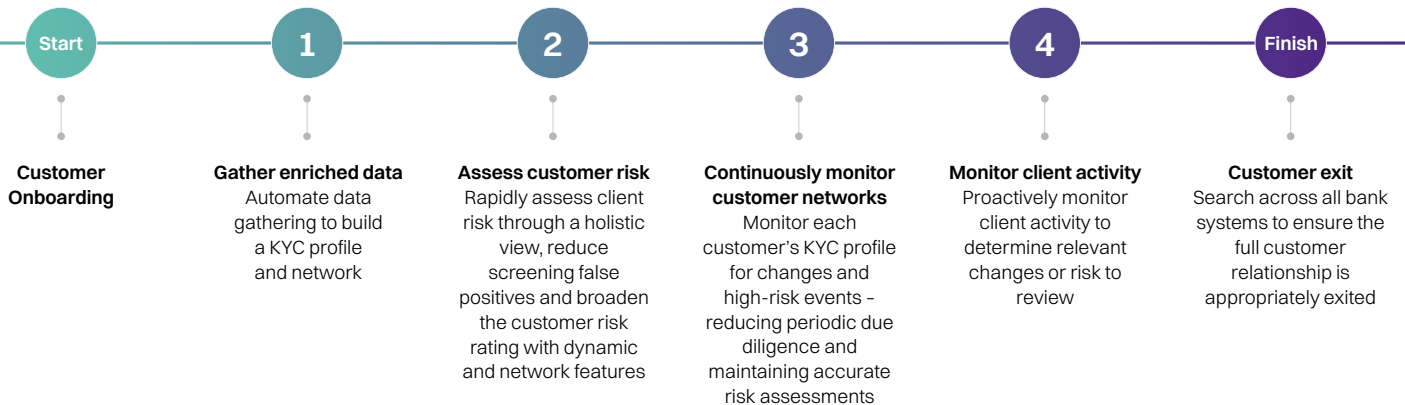 Start
1
2
3
4
Finish
Customer
Onboarding
Gather enriched data
Automate data
gathering to build
a KYC profile
and network
Assess customer risk
Rapidly assess client
risk through a holistic
view, reduce
screening false
positives and broaden
the customer risk
rating with dynamic
and network features
Continuously monitor
customer networks
Monitor each
customer’s KYC profile
for changes and
high-risk events –
reducing periodic due
diligence and
maintaining accurate
risk assessments
Monitor client activity
Proactively monitor
client activity to
determine relevant
changes or risk to
review
Customer exit
Search across all bank
systems to ensure the
full customer
relationship is
appropriately exited